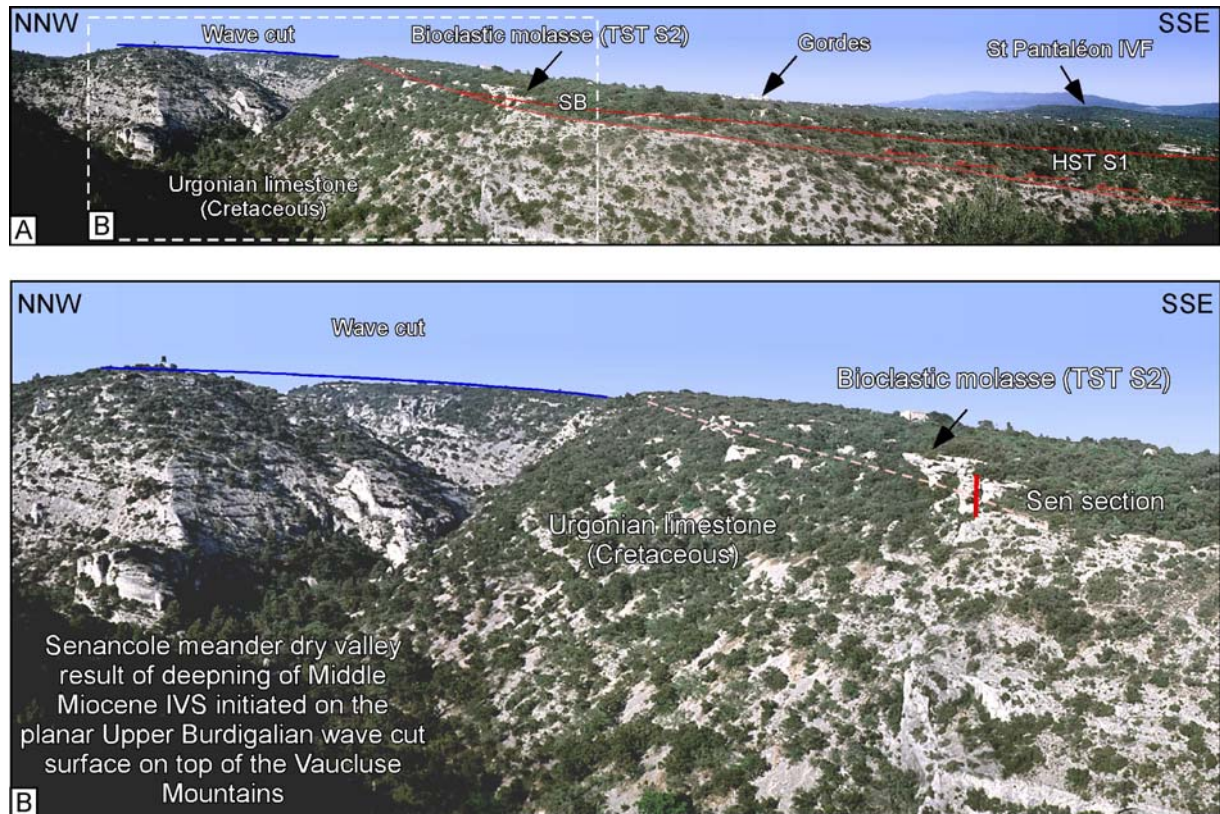 NNW
SSE
Wave cut
Bioclastic molasse (TST S2)
Gordes
St Pantaléon IVF
SB
HST S1
Urgonian limestone
(Cretaceous)
A
B
NNW
SSE
Wave cut
Bioclastic molasse (TST S2)
Sen section
Urgonian limestone
(Cretaceous)
Senancole meander dry valley
result of deepning of Middle
Miocene IVS initiated on the
planar Upper Burdigalian wave cut
surface on top of the Vaucluse
Mountains
B